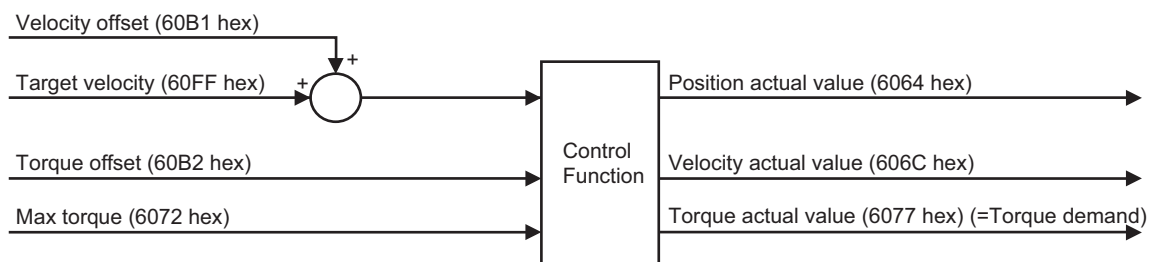 Velocity offset (60B1 hex)
+
Target velocity (60FF hex)
+
Position actual value (6064 hex)
Torque offset (60B2 hex)
Control
Function
Velocity actual value (606C hex)
Max torque (6072 hex)
Torque actual value (6077 hex) (=Torque demand)